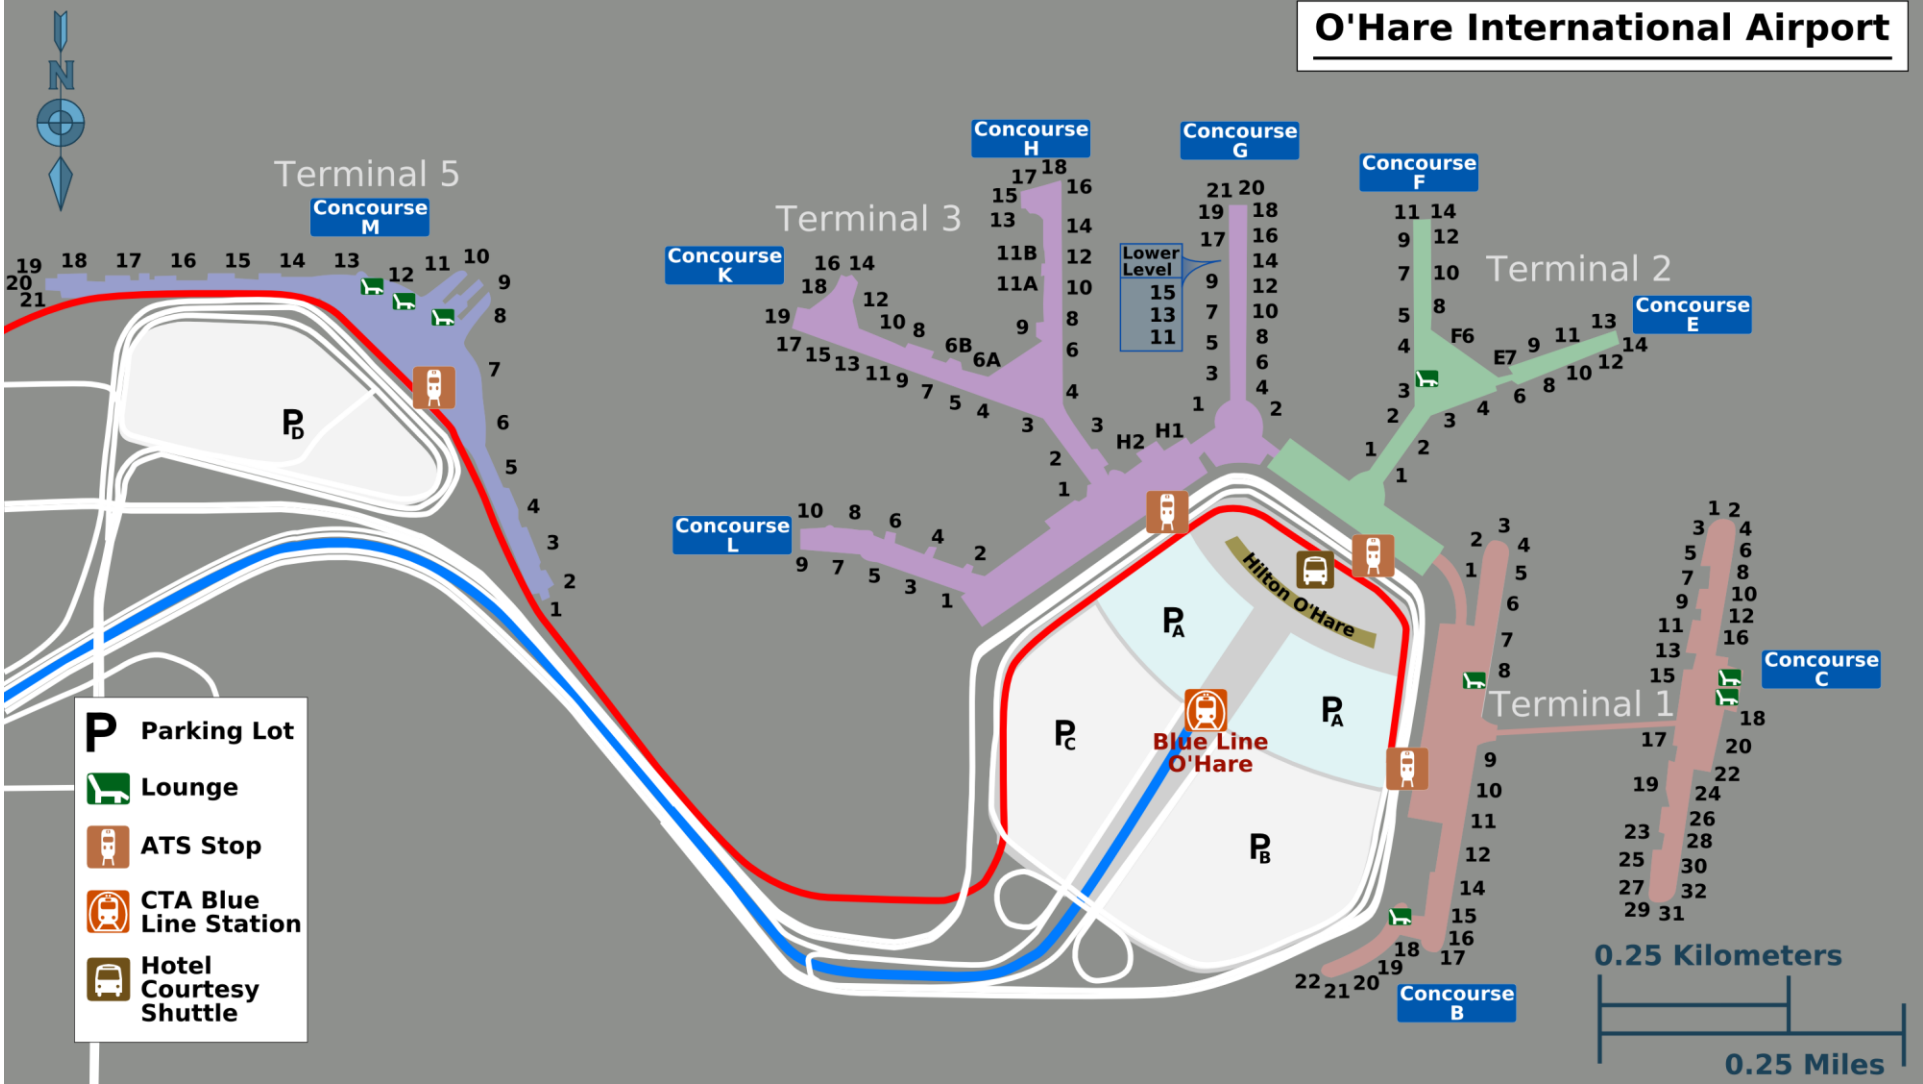 O'Hare International Airport
N
Terminal 5
Concourse
M
19
20
21
18
17
16
15
14
13
12
11
10
9
8
7
6
5
4
3
2
1
Terminal 3
Concourse
K
16 14
18
19
12
10
8
6B
6A
17
15
13
11
9
7
5
4
3
Concourse
H
17 18
15
16
13
14
11B
12
11A
10
9
8
6
4
3
2
1
H2
H1
Concourse
G
21 20
19
18
17
16
14
Lower
Level
15
13
11
9
12
7
10
5
8
6
3
4
1
2
Concourse
L
10
8
6
4
2
9
7
5
3
1
Terminal 2
Concourse
F
11 14
9
12
7
10
8
5
4
F6
3
2
1
Concourse
E
E7
9
11
13
14
12
10
8
6
4
3
2
1
Terminal 1
2
3
4
1
5
6
7
8
9
10
11
12
14
15
16
17
18
19
20
21
22
Concourse
B
1 2
3
4
5
6
7
8
9
10
11
12
13
16
15
17
18
20
19
22
24
23
26
25
28
27
30
29
32
31
Concourse
C
Hilton O'Hare
PA
PA
PB
PC
PD
Blue Line
O'Hare
P Parking Lot
Lounge
ATS Stop
CTA Blue
Line Station
Hotel
Courtesy
Shuttle
0.25 Kilometers
0.25 Miles